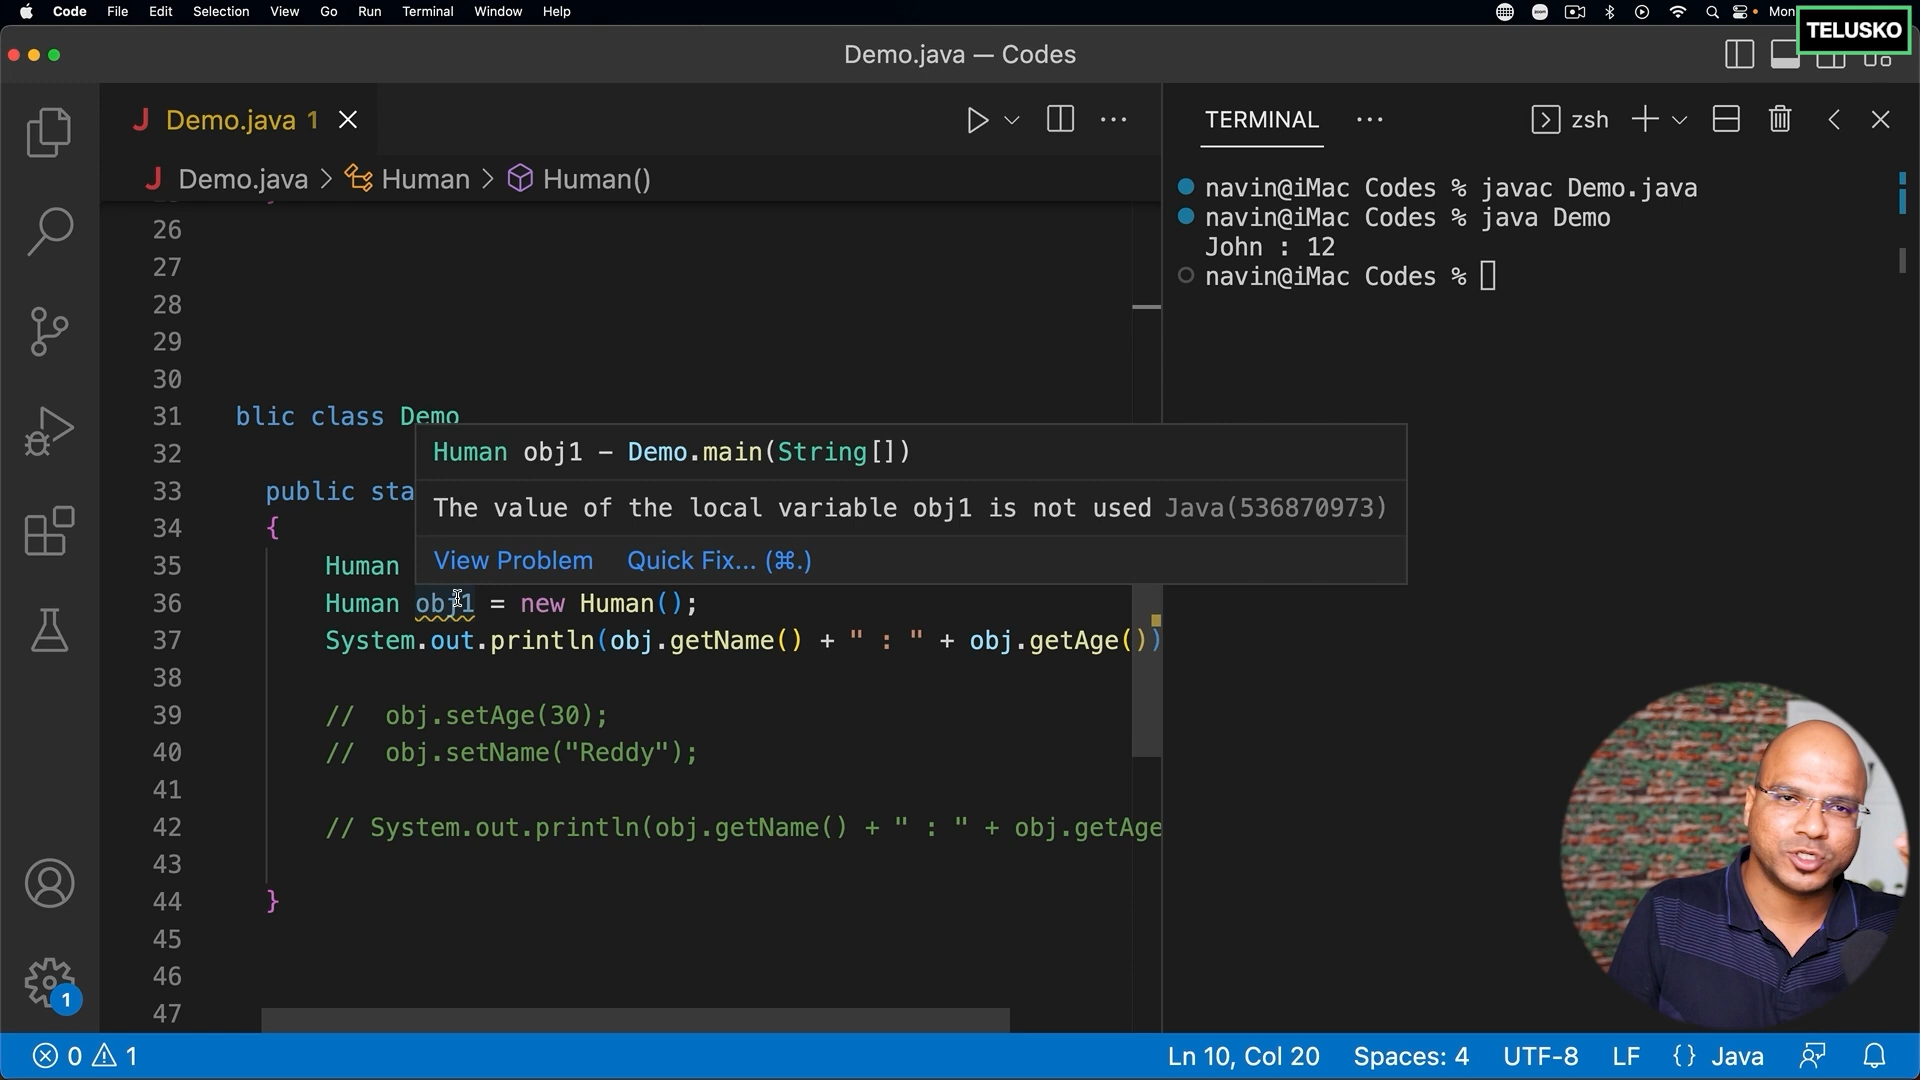 Code File Edit Selection View Go Run Terminal Window Help Mon
TELUSKO
Demo.java — Codes
Demo.java 1
TERMINAL
zsh
Demo.java > Human > Human()
26
27
28
29
30
31 blic class Demo
32
33 public sta
34 {
35 Human
36 Human obj1 = new Human();
37 System.out.println(obj.getName() + " : " + obj.getAge())
38
39 // obj.setAge(30);
40 // obj.setName("Reddy");
41
42 // System.out.println(obj.getName() + " : " + obj.getAge
43
44 }
45
46
47
Human obj1 – Demo.main(String[])
The value of the local variable obj1 is not used Java(536870973)
View Problem Quick Fix... (⌘.)
navin@iMac Codes % javac Demo.java
navin@iMac Codes % java Demo
John : 12
navin@iMac Codes %
1
0 1
Ln 10, Col 20 Spaces: 4 UTF-8 LF {} Java